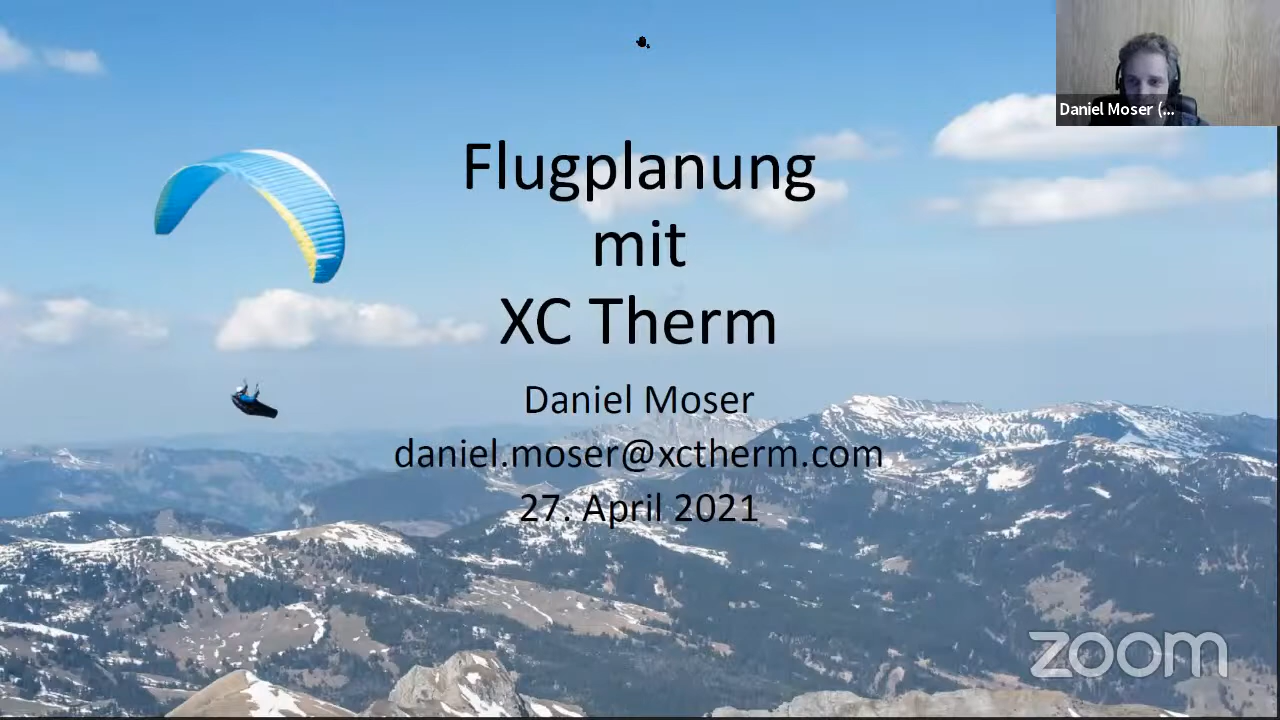 Daniel Moser (...
Flugplanung
mit
XC Therm
Daniel Moser
daniel.moser@xctherm.com
27. April 2021
zoom